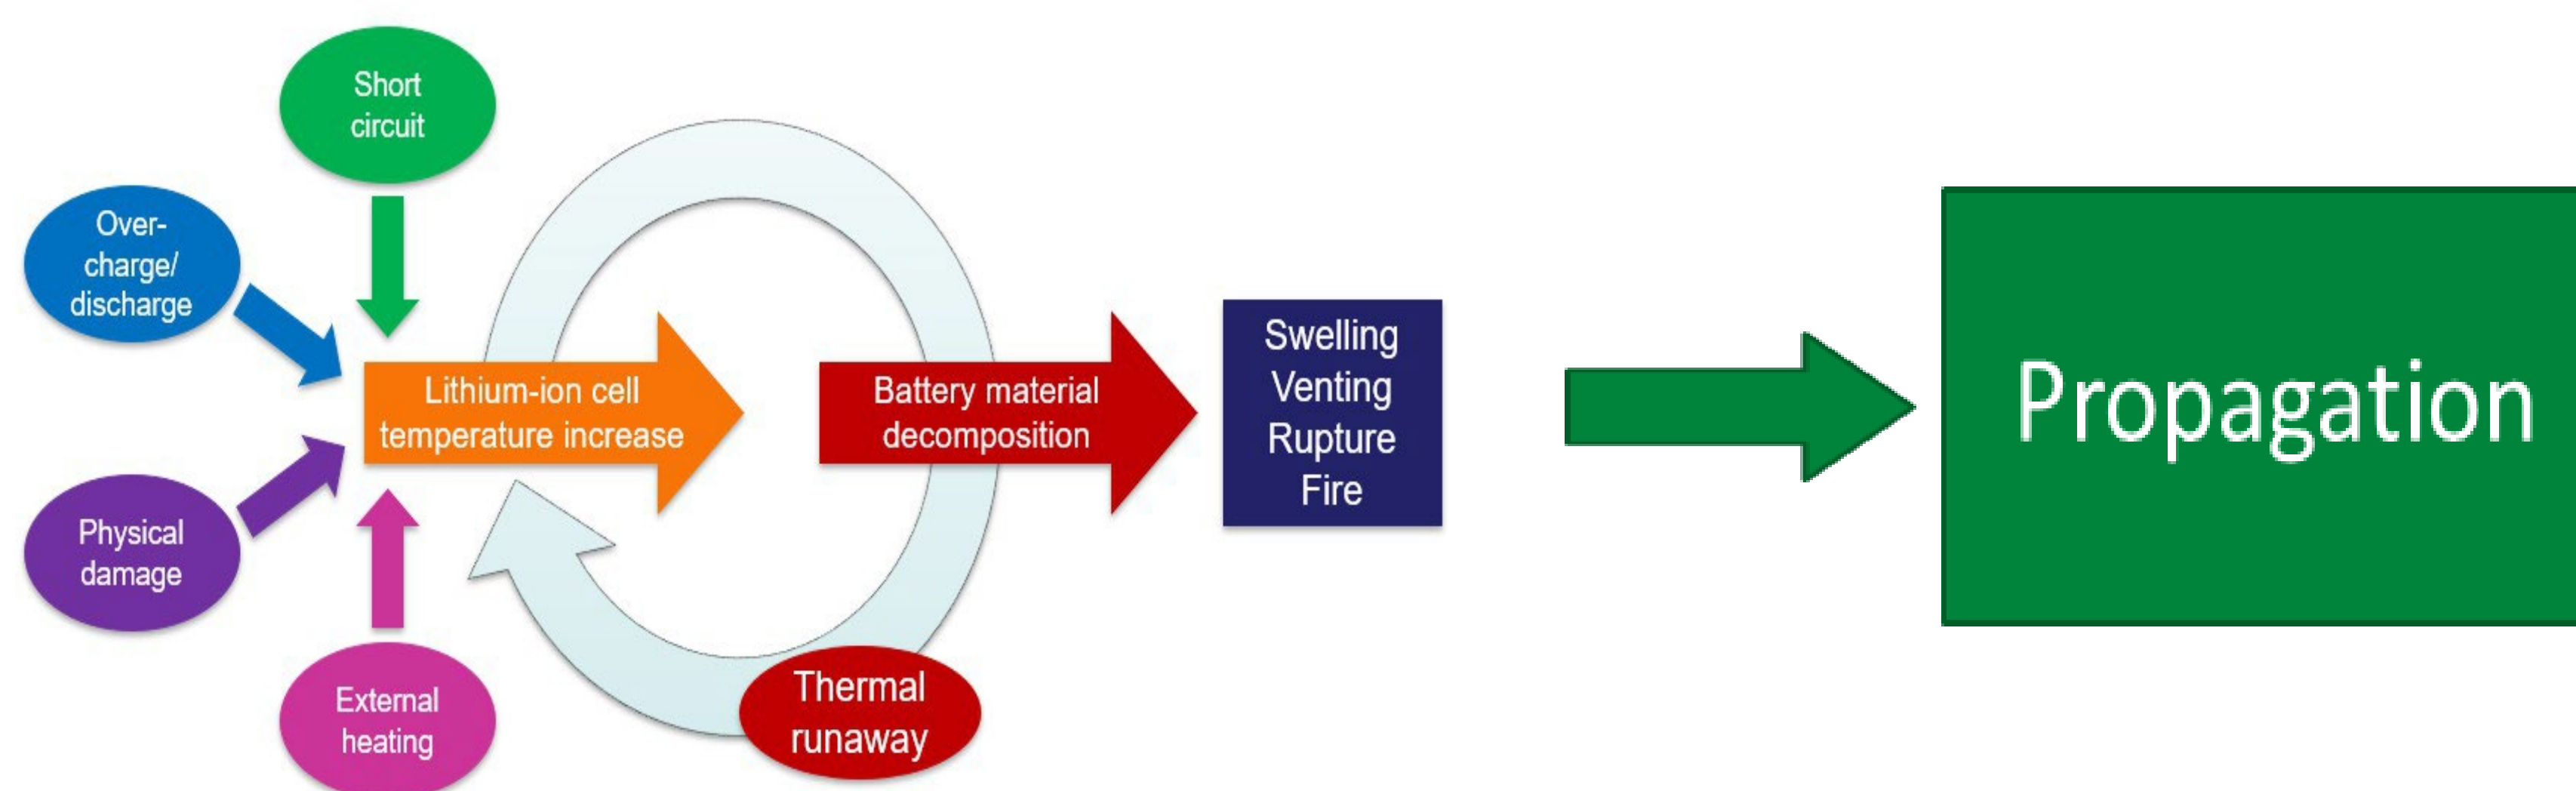 Short
circuit
Over-
charge/
discharge
Physical
damage
External
heating
Lithium-ion cell
temperature increase
Battery material
decomposition
Thermal
runaway
Swelling
Venting
Rupture
Fire
Propagation